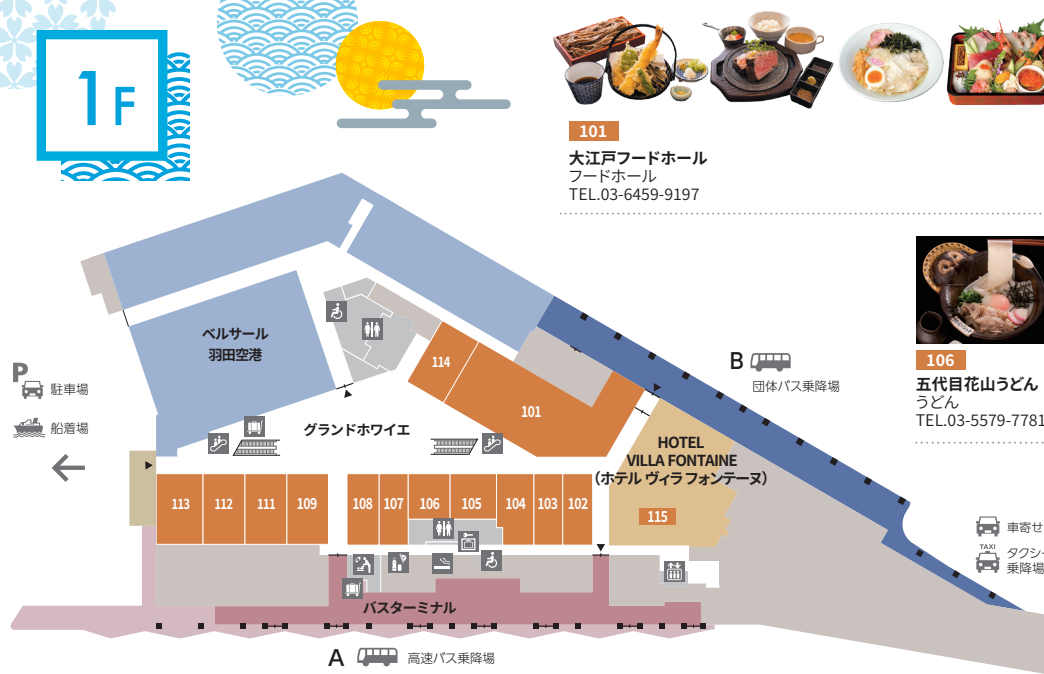 1F
101
大江戸フードホール
フードホール
TEL.03-6459-9197
106
五代目花山うどん
うどん
TEL.03-5579-7781
ベルサール
羽田空港
114
101
B
団体バス乗降場
P
駐車場
船着場
グランドホワイエ
HOTEL
VILLA FONTAINE
(ホテル ヴィラ フォンテーヌ)
115
113
112
111
109
108
107
106
105
104
103
102
車寄せ
TAXI
タクシー
乗降場
バスターミナル
A
高速バス乗降場